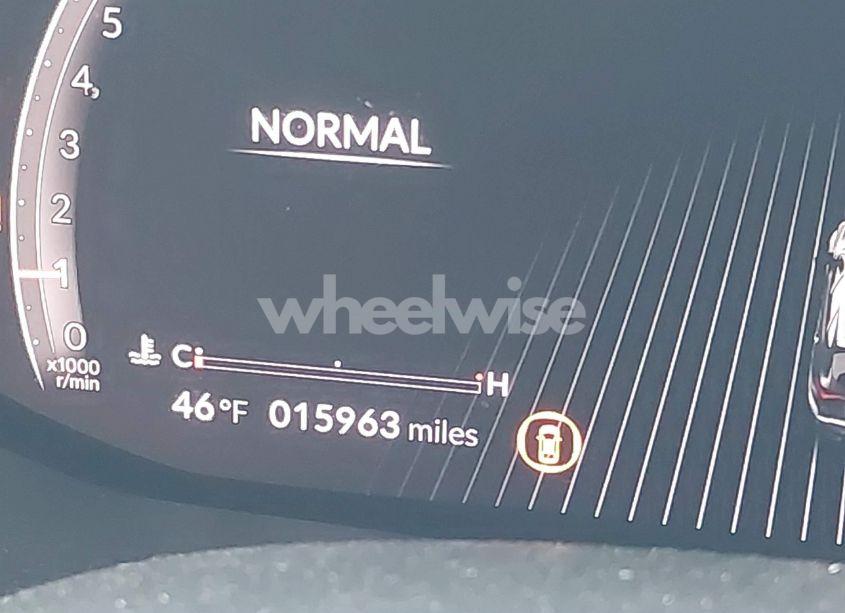 5
4
NORMAL
3
2
1
wheelwise
0
x1000
r/min
C H
46°F 015963 miles